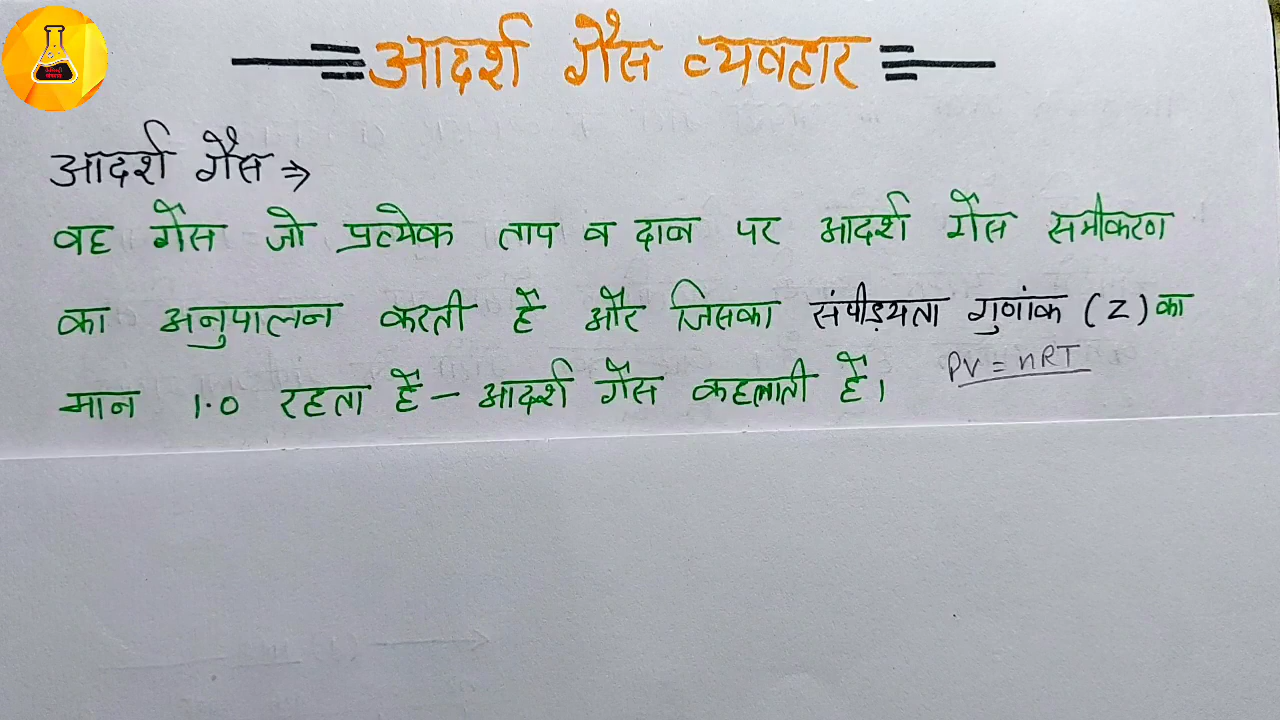 आदर्श गैस व्यवहार
आदर्श गैस ⇒
वह गैस जो प्रत्येक ताप व दाब पर आदर्श गैस समीकरण
का अनुपालन करती है और जिसका संपीड़यता गुणांक (Z) का
PV = nRT
मान 1.0 रहता है - आदर्श गैस कहलाती है।